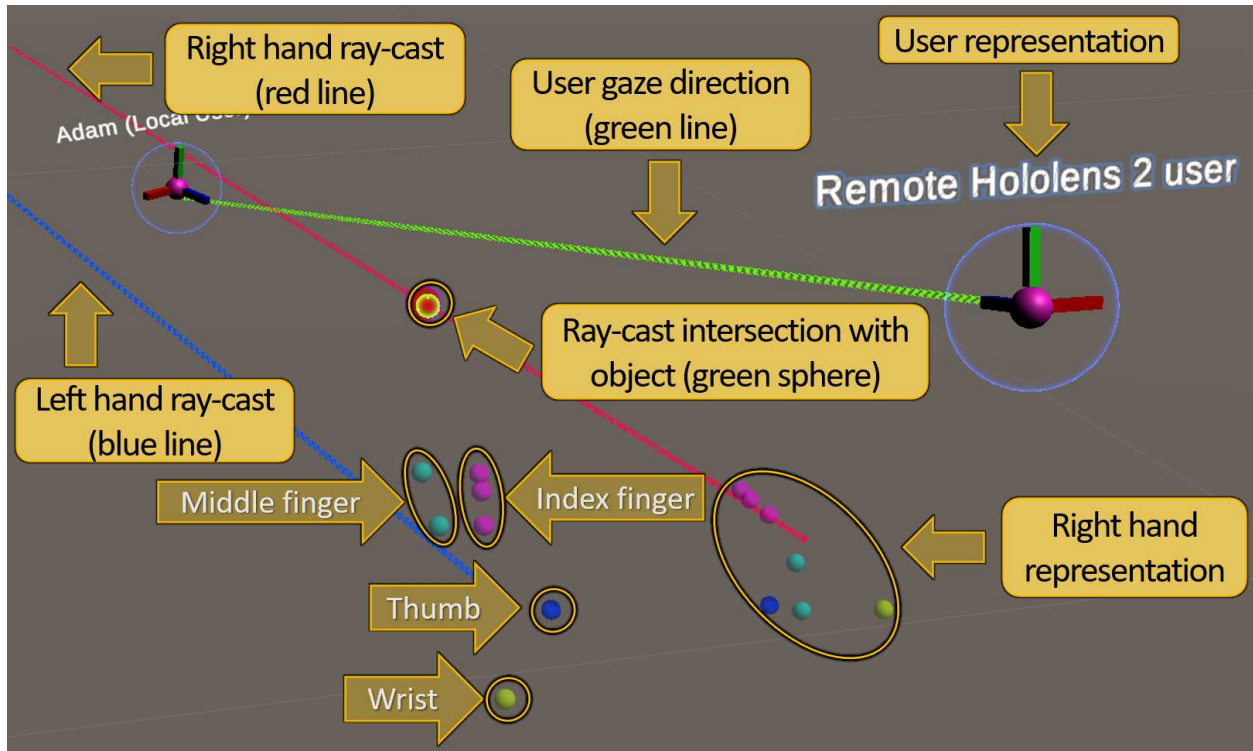 Right hand ray-cast
(red line)
User representation
User gaze direction
(green line)
Adam (Local User)
Remote Hololens 2 user
Ray-cast intersection with
object (green sphere)
Left hand ray-cast
(blue line)
Middle finger
Index finger
Right hand
representation
Thumb
Wrist